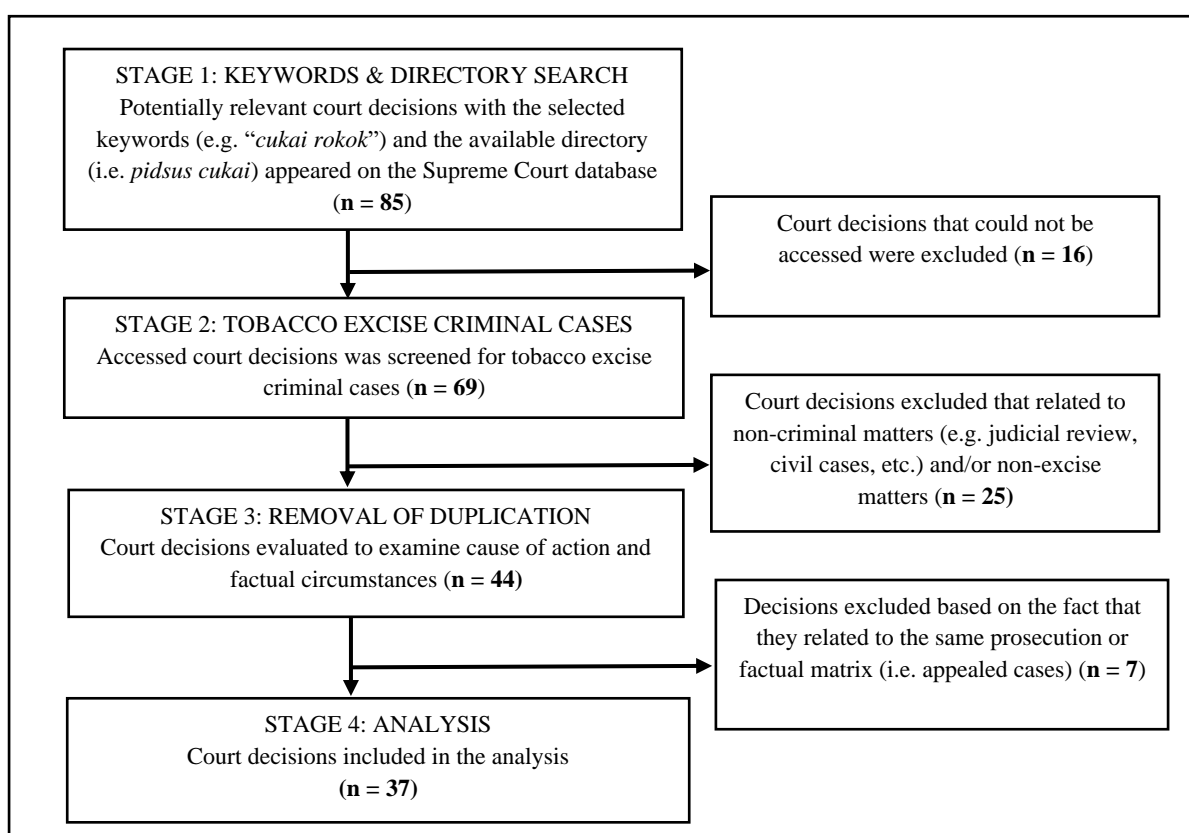 STAGE 1: KEYWORDS & DIRECTORY SEARCH
Potentially relevant court decisions with the selected
keywords (e.g. “cukai rokok”) and the available directory
(i.e. pidsus cukai) appeared on the Supreme Court database
(n = 85)
Court decisions that could not be
accessed were excluded (n = 16)
STAGE 2: TOBACCO EXCISE CRIMINAL CASES
Accessed court decisions was screened for tobacco excise
criminal cases (n = 69)
Court decisions excluded that related to
non-criminal matters (e.g. judicial review,
civil cases, etc.) and/or non-excise
matters (n = 25)
STAGE 3: REMOVAL OF DUPLICATION
Court decisions evaluated to examine cause of action and
factual circumstances (n = 44)
Decisions excluded based on the fact that
they related to the same prosecution or
factual matrix (i.e. appealed cases) (n = 7)
STAGE 4: ANALYSIS
Court decisions included in the analysis
(n = 37)